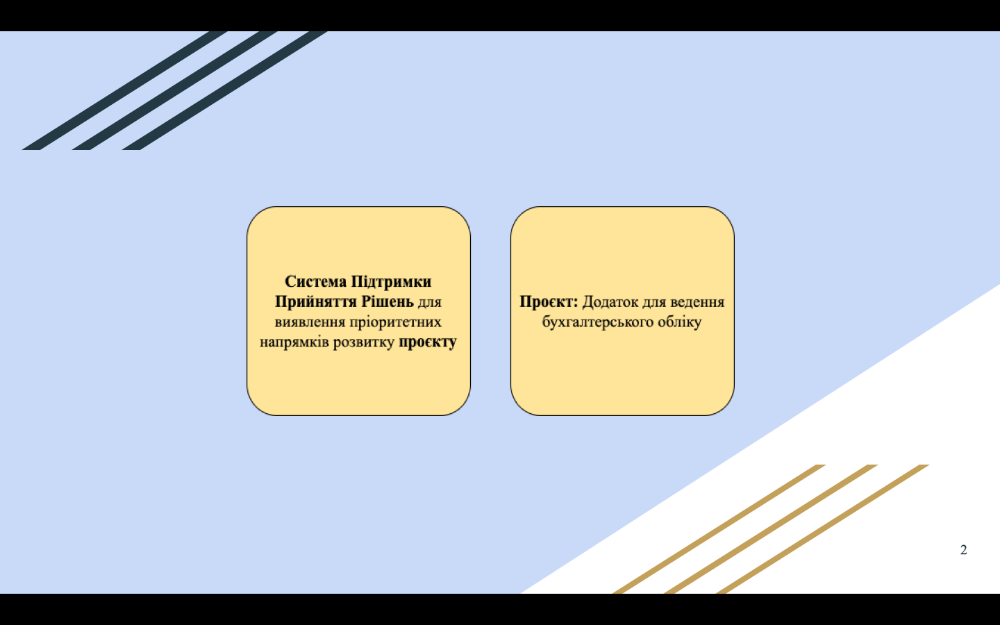 Система Підтримки
Прийняття Рішень для
виявлення пріоритетних
напрямків розвитку проєкту
Проєкт: Додаток для ведення
бухгалтерського обліку
2